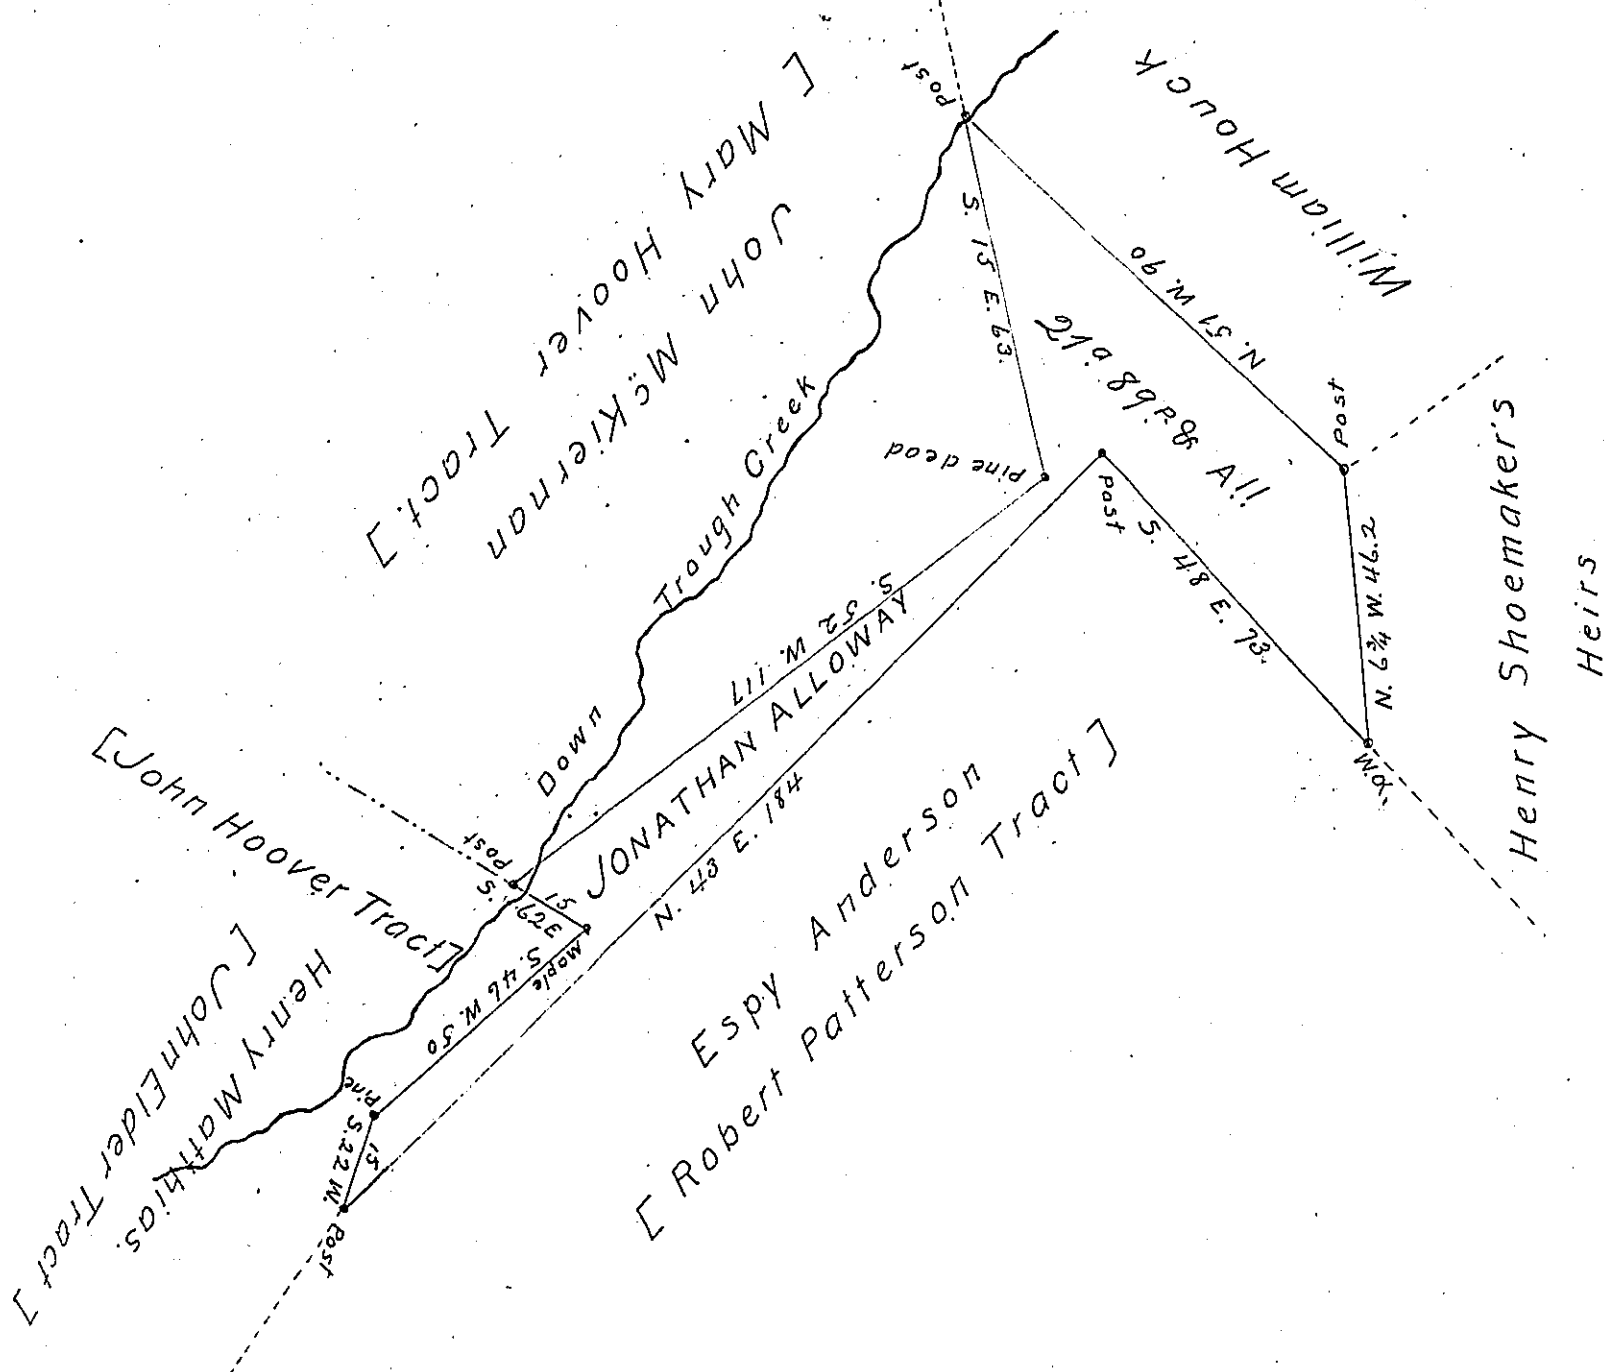 [ Mary Hoover Tract. ]
John McKiernan
William Houck
Post
S. 15 E. 63.
N. 51 W. 90
21a. 89p. & All
Post
N. 6¾ W. 46.2
Henry Shoemaker's
Heirs
W.O.
S. 48 E. 73.
Post
pine dead
Trough Creek
Down
S. 52 W. 117
JONATHAN ALLOWAY
N. 43 E. 184
Espy Anderson
[ Robert Patterson Tract ]
[John Hoover Tract]
Post
S. 62 E
15
maple
S. 46 W. 50
Henry Matthias.
[ John Elder Tract ]
Pine
S. 22 W.
15
Post